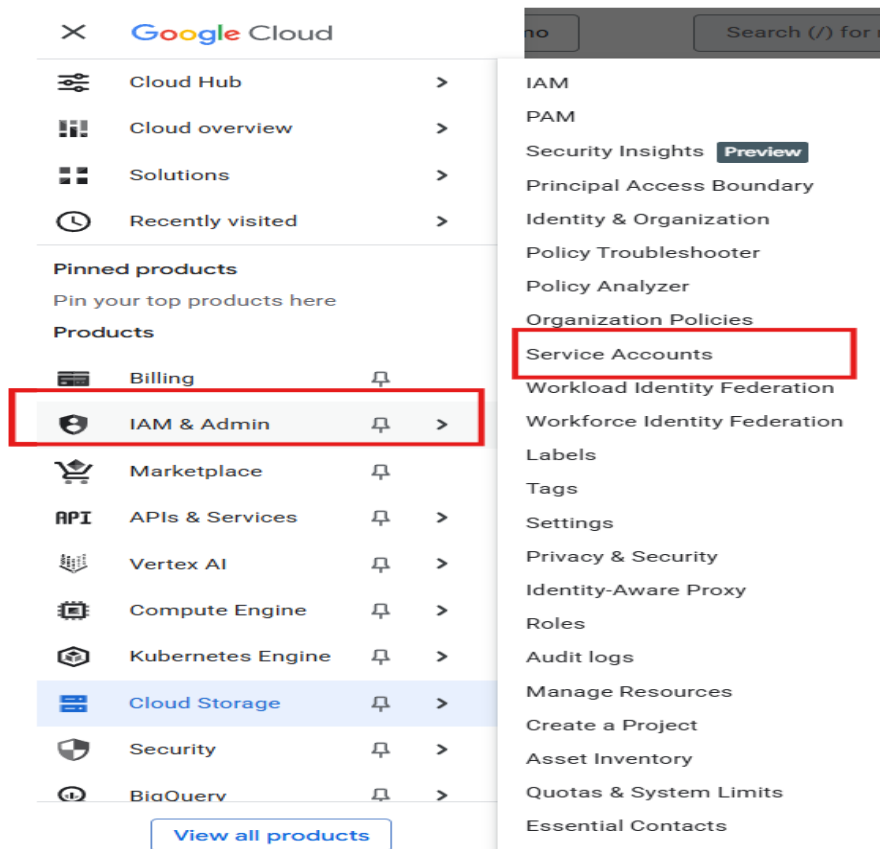 Google Cloud
no
Search (/) for
Cloud Hub
Cloud overview
Solutions
Recently visited
Pinned products
Pin your top products here
Products
Billing
IAM & Admin
Marketplace
API APIs & Services
Vertex AI
Compute Engine
Kubernetes Engine
Cloud Storage
Security
BigQuery
View all products
IAM
PAM
Security Insights Preview
Principal Access Boundary
Identity & Organization
Policy Troubleshooter
Policy Analyzer
Organization Policies
Service Accounts
Workload Identity Federation
Workforce Identity Federation
Labels
Tags
Settings
Privacy & Security
Identity-Aware Proxy
Roles
Audit logs
Manage Resources
Create a Project
Asset Inventory
Quotas & System Limits
Essential Contacts